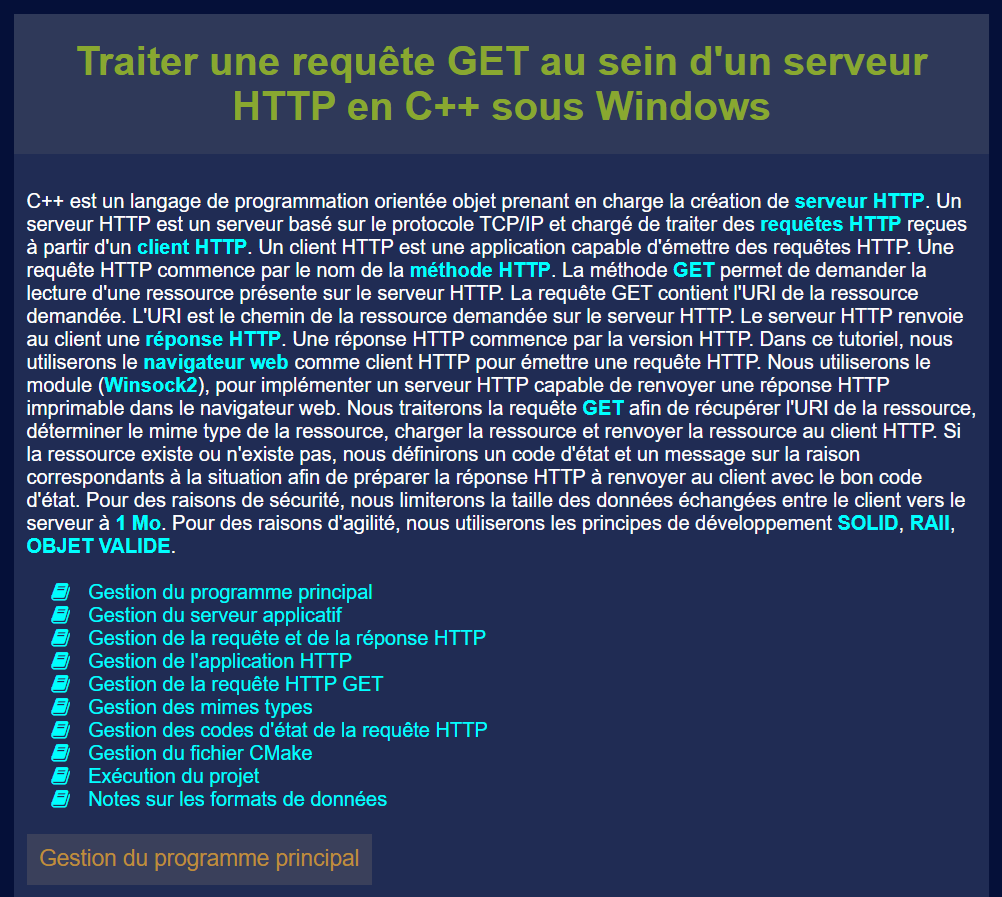 Traiter une requête GET au sein d'un serveur
HTTP en C++ sous Windows
C++ est un langage de programmation orientée objet prenant en charge la création de serveur HTTP. Un
serveur HTTP est un serveur basé sur le protocole TCP/IP et chargé de traiter des requêtes HTTP reçues
à partir d'un client HTTP. Un client HTTP est une application capable d'émettre des requêtes HTTP. Une
requête HTTP commence par le nom de la méthode HTTP. La méthode GET permet de demander la
lecture d'une ressource présente sur le serveur HTTP. La requête GET contient l'URI de la ressource
demandée. L'URI est le chemin de la ressource demandée sur le serveur HTTP. Le serveur HTTP renvoie
au client une réponse HTTP. Une réponse HTTP commence par la version HTTP. Dans ce tutoriel, nous
utiliserons le navigateur web comme client HTTP pour émettre une requête HTTP. Nous utiliserons le
module (Winsock2), pour implémenter un serveur HTTP capable de renvoyer une réponse HTTP
imprimable dans le navigateur web. Nous traiterons la requête GET afin de récupérer l'URI de la ressource,
déterminer le mime type de la ressource, charger la ressource et renvoyer la ressource au client HTTP. Si
la ressource existe ou n'existe pas, nous définirons un code d'état et un message sur la raison
correspondants à la situation afin de préparer la réponse HTTP à renvoyer au client avec le bon code
d'état. Pour des raisons de sécurité, nous limiterons la taille des données échangées entre le client vers le
serveur à 1 Mo. Pour des raisons d'agilité, nous utiliserons les principes de développement SOLID, RAII,
OBJET VALIDE.
Gestion du programme principal
Gestion du serveur applicatif
Gestion de la requête et de la réponse HTTP
Gestion de l'application HTTP
Gestion de la requête HTTP GET
Gestion des mimes types
Gestion des codes d'état de la requête HTTP
Gestion du fichier CMake
Exécution du projet
Notes sur les formats de données
Gestion du programme principal